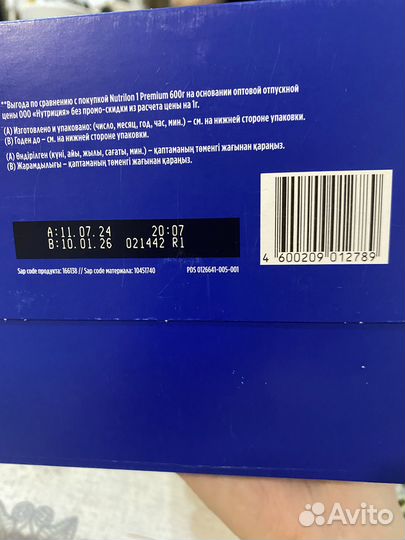 **Выгода по сравнению с покупкой Nutrilon 1 Premium 600г на основании оптовой отпускной
цены ООО «Нутриция» без промо-скидки из расчета цены на 1г.
(А) Изготовлено и упаковано: (число, месяц, год, час, мин.) – см. на нижней стороне упаковки.
(В) Годен до – см. на нижней стороне упаковки.
(А) Өндірілген (күні, айы, жылы, сағаты, мин.) – қаптаманың төменгі жағынан қараңыз.
(В) Жарамдылығы – қаптаманың төменгі жағынан қараңыз.
A:11.07.24 20:07
B:10.01.26 021442 R1
4 600209 012789
Sap code продукта: 166138 // Sap code материала: 10451740
PDS 0126641-005-001
Avito